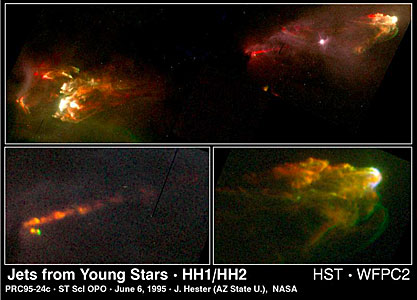 Jets from Young Stars · HH1/HH2 HST · WFPC2
PRC95-24c · ST ScI OPO · June 6, 1995 · J. Hester (AZ State U.), NASA